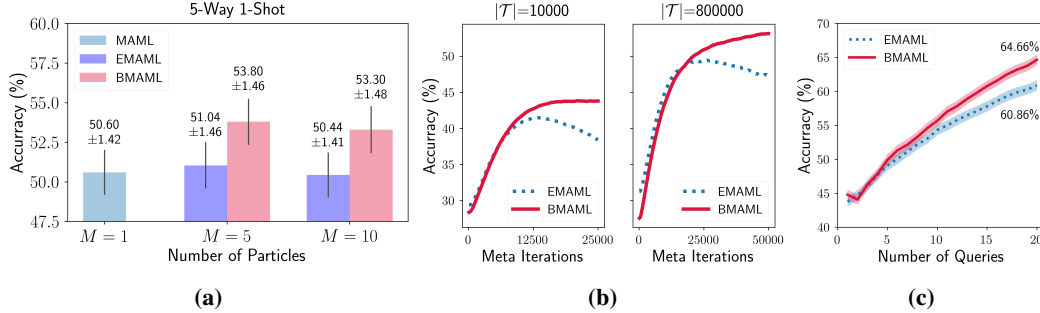 5-Way 1-Shot
60.0
57.5
55.0
52.5
50.0
47.5
Accurracy (%)
MAML
EMAML
BMAML
50.60
±1.42
51.04
±1.46
53.80
±1.46
50.44
±1.41
53.30
±1.48
M = 1
M = 5
M = 10
Number of Particles
(a)
|T|=10000
50
45
40
35
30
Accurracy (%)
EMAML
BMAML
0
12500
25000
Meta Iterations
|T|=800000
EMAML
BMAML
0
25000
50000
Meta Iterations
(b)
70
65
60
55
50
45
40
Accurracy (%)
EMAML
BMAML
64.66%
60.86%
0
5
10
15
20
Number of Queries
(c)